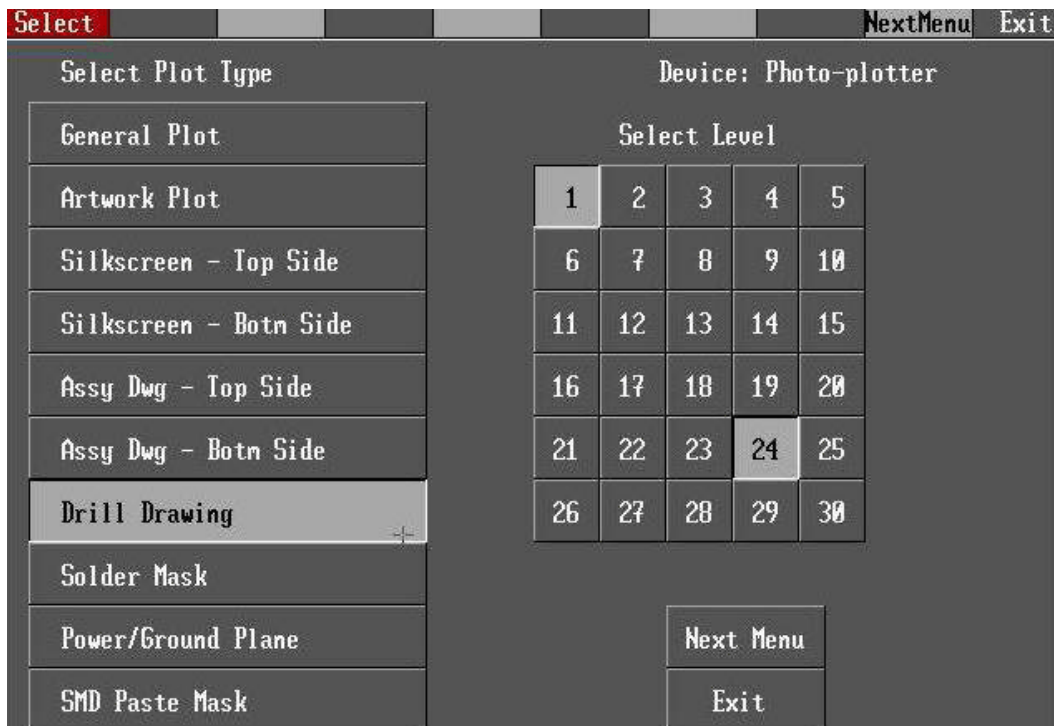 Select NextMenu Exit
Select Plot Type
Device: Photo-plotter
General Plot
Artwork Plot
Silkscreen - Top Side
Silkscreen - Botm Side
Assy Dwg - Top Side
Assy Dwg - Botm Side
Drill Drawing
Solder Mask
Power/Ground Plane
SMD Paste Mask
Select Level
1 2 3 4 5
6 7 8 9 10
11 12 13 14 15
16 17 18 19 20
21 22 23 24 25
26 27 28 29 30
Next Menu
Exit